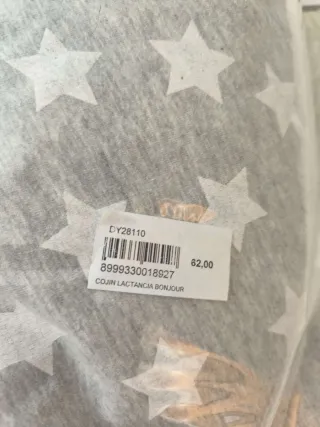 DY28110
62,00
8999330018927
COJIN LACTANCIA BONJOUR